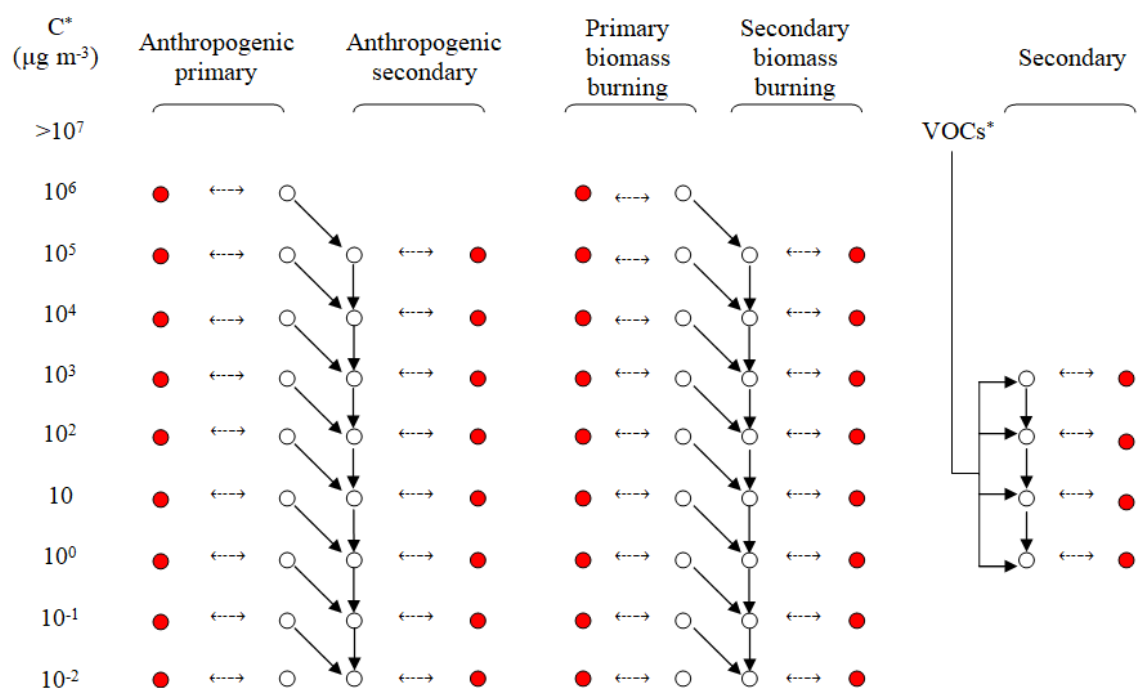 C*
(µg m-3)
Anthropogenic
primary
Anthropogenic
secondary
Primary
biomass
burning
Secondary
biomass
burning
Secondary
>10⁷
VOCs*
10⁶
10⁵
10⁴
10³
10²
10
10⁰
10⁻¹
10⁻²